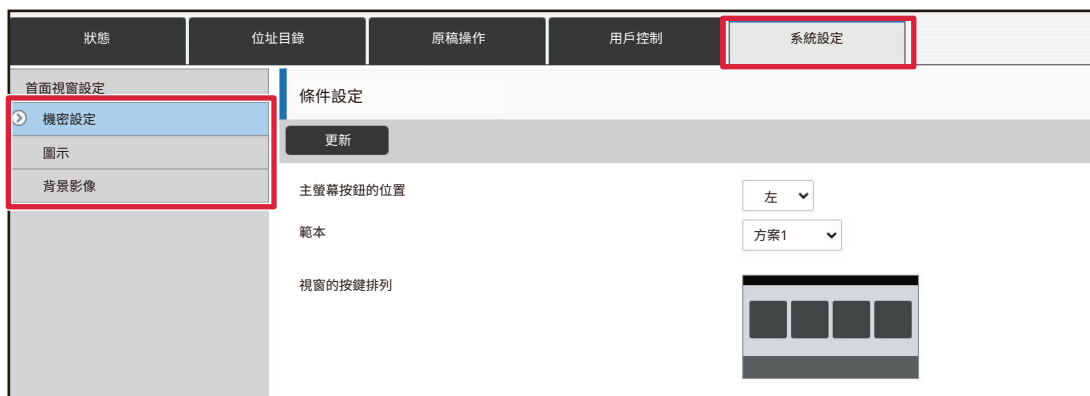 狀態 位址目錄 原稿操作 用戶控制 系統設定
首面視窗設定
機密設定
圖示
背景影像
條件設定
更新
主螢幕按鈕的位置 左
範本 方案1
視窗的按鍵排列